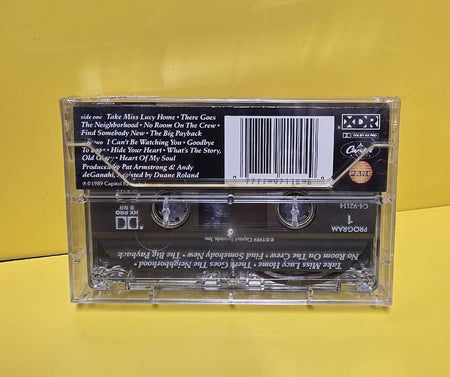 side one Take Miss Lucy Home • There Goes
The Neighborhood • No Room On The Crew •
Find Somebody New • The Big Payback
I Can't Be Watching You • Goodbye
To • Hide Your Heart • What's The Story,
Old Glory • Heart Of My Soul
Produced by Pat Armstrong & Andy
deGanahl, Assisted by Duane Roland
℗©1989 Capitol
XDR
DOLBY HX PRO
Capitol
PARC
C4-92114
PROGRAM
1
HX PRO
B NR
℗©1989 Capitol Records, Inc.
Take Miss Lucy Home • There Goes The Neighborhood •
No Room On The Crew • Find Somebody New • The Big Payback